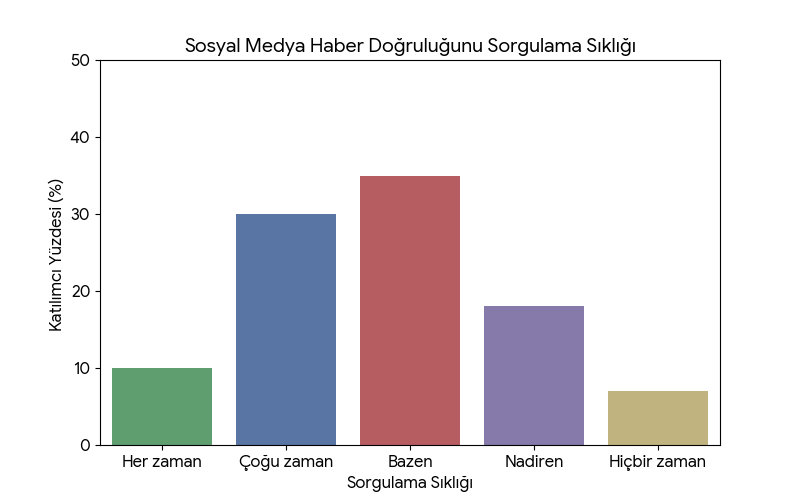 Sosyal Medya Haber Doğruluğunu Sorgulama Sıklığı
Katılımcı Yüzdesi (%)
50
40
30
20
10
0
Her zaman
Çoğu zaman
Bazen
Nadiren
Hiçbir zaman
Sorgulama Sıklığı